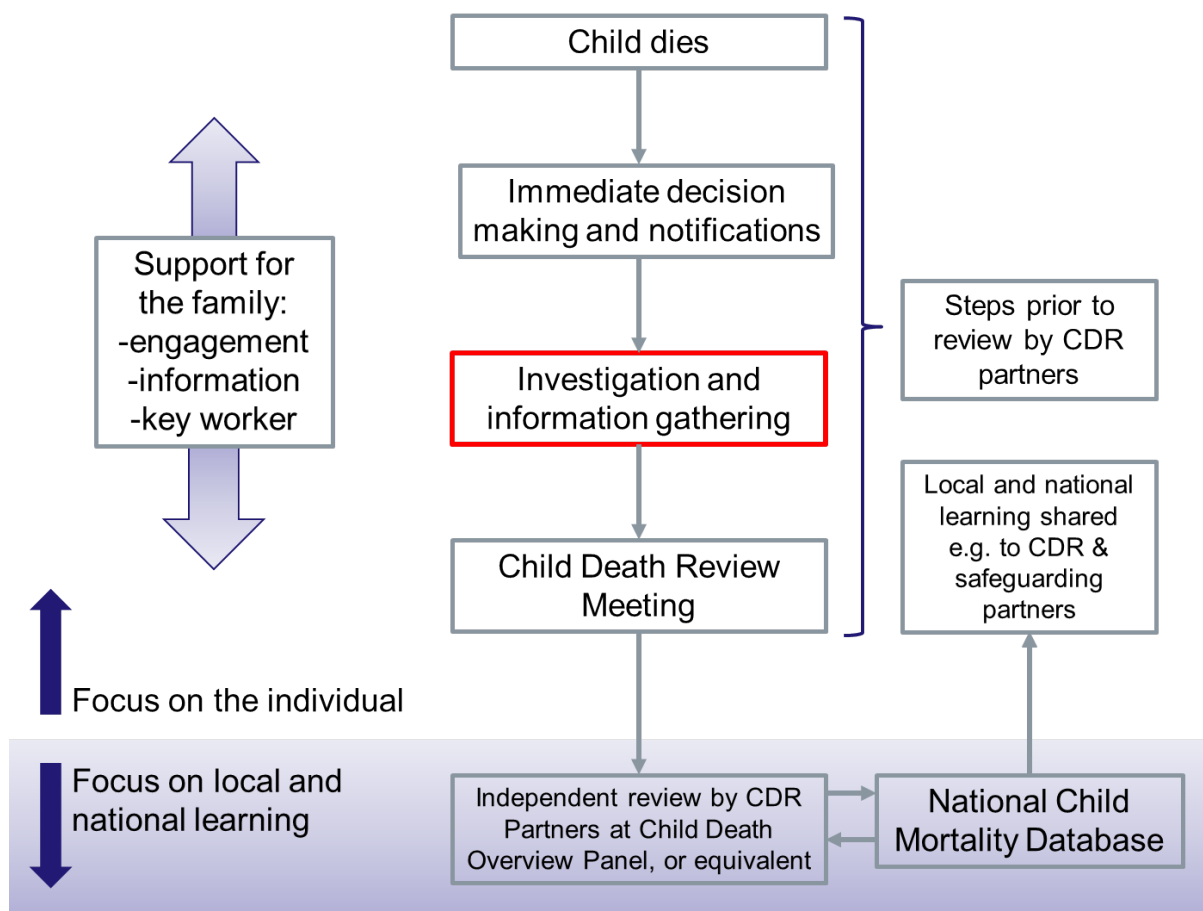 Child dies
Immediate decision
making and notifications
Support for
the family:
-engagement
-information
-key worker
Investigation and
information gathering
Steps prior to
review by CDR
partners
Child Death Review
Meeting
Local and national
learning shared
e.g. to CDR &
safeguarding
partners
Focus on the individual
Focus on local and
national learning
Independent review by CDR
Partners at Child Death
Overview Panel, or equivalent
National Child
Mortality Database